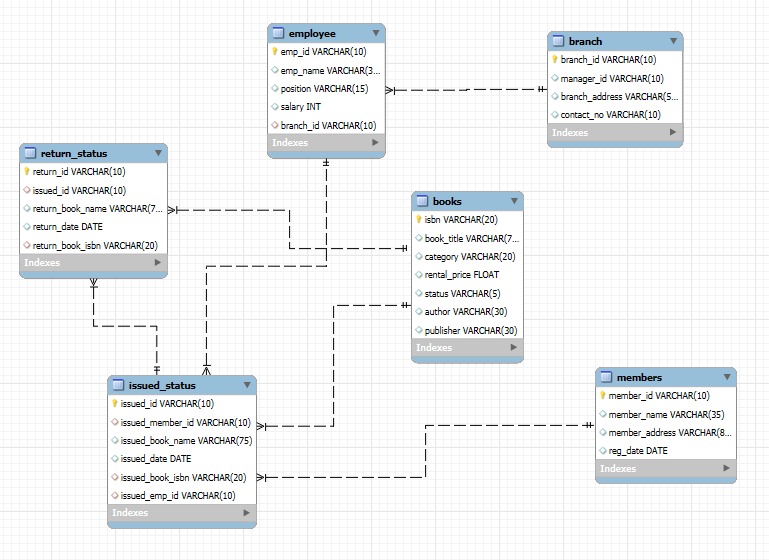 employee
emp_id VARCHAR(10)
emp_name VARCHAR(3...
position VARCHAR(15)
salary INT
branch_id VARCHAR(10)
Indexes
branch
branch_id VARCHAR(10)
manager_id VARCHAR(10)
branch_address VARCHAR(5...
contact_no VARCHAR(10)
Indexes
return_status
return_id VARCHAR(10)
issued_id VARCHAR(10)
return_book_name VARCHAR(7...
return_date DATE
return_book_isbn VARCHAR(20)
Indexes
books
isbn VARCHAR(20)
book_title VARCHAR(7...
category VARCHAR(20)
rental_price FLOAT
status VARCHAR(5)
author VARCHAR(30)
publisher VARCHAR(30)
Indexes
issued_status
issued_id VARCHAR(10)
issued_member_id VARCHAR(10)
issued_book_name VARCHAR(75)
issued_date DATE
issued_book_isbn VARCHAR(20)
issued_emp_id VARCHAR(10)
Indexes
members
member_id VARCHAR(10)
member_name VARCHAR(35)
member_address VARCHAR(8...
reg_date DATE
Indexes